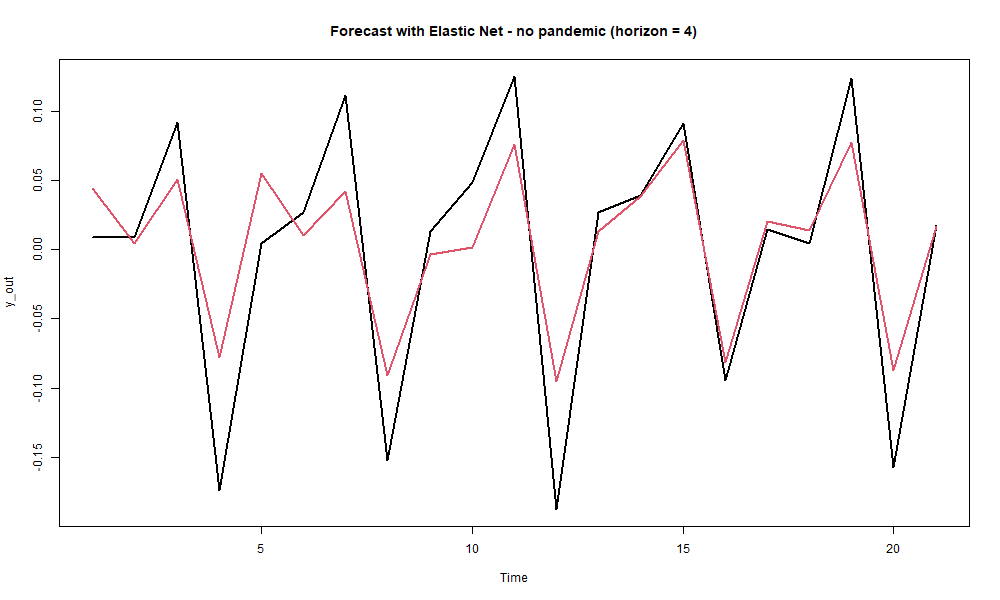 Forecast with Elastic Net - no pandemic (horizon = 4)
y_out
0.10
0.05
0.00
-0.05
-0.10
-0.15
5 10 15 20
Time